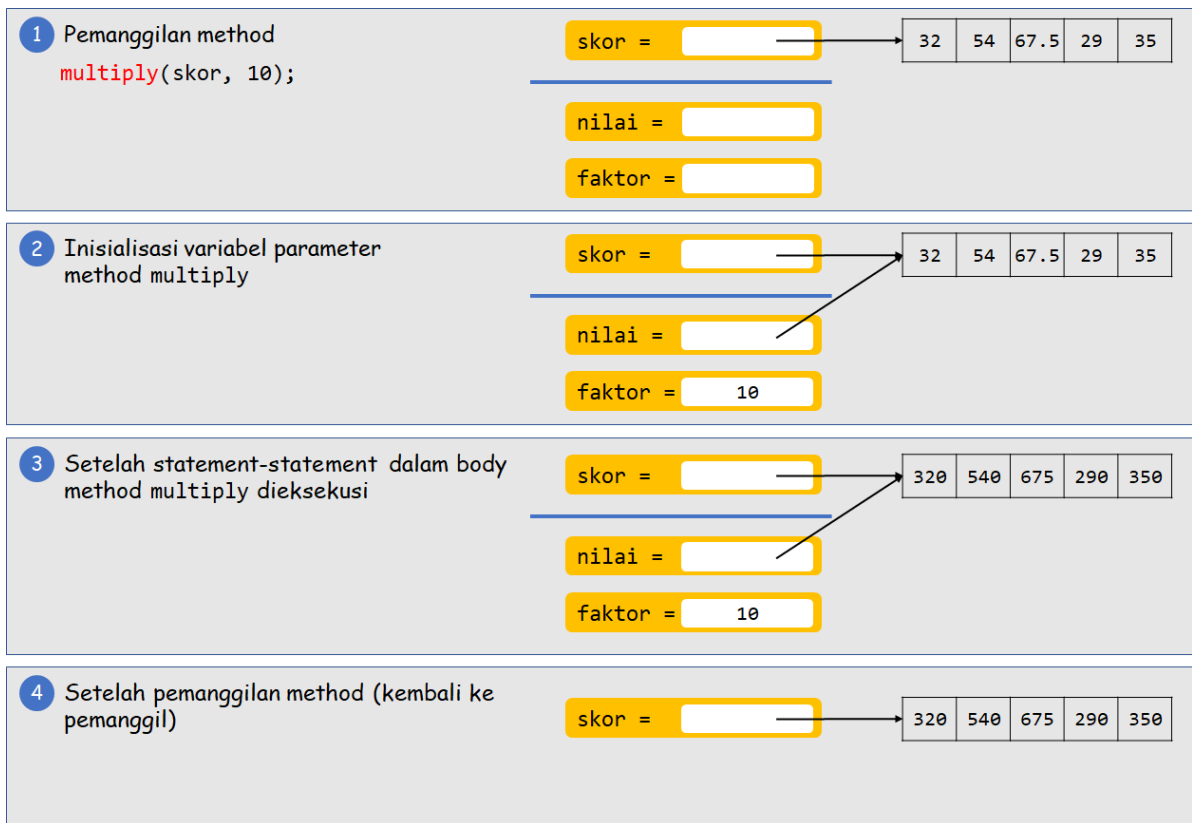 1 Pemanggilan method
multiply(skor, 10);
skor =
32 54 67.5 29 35
nilai =
faktor =
2 Inisialisasi variabel parameter
method multiply
skor =
32 54 67.5 29 35
nilai =
faktor = 10
3 Setelah statement-statement dalam body
method multiply dieksekusi
skor =
320 540 675 290 350
nilai =
faktor = 10
4 Setelah pemanggilan method (kembali ke
pemanggil)
skor =
320 540 675 290 350